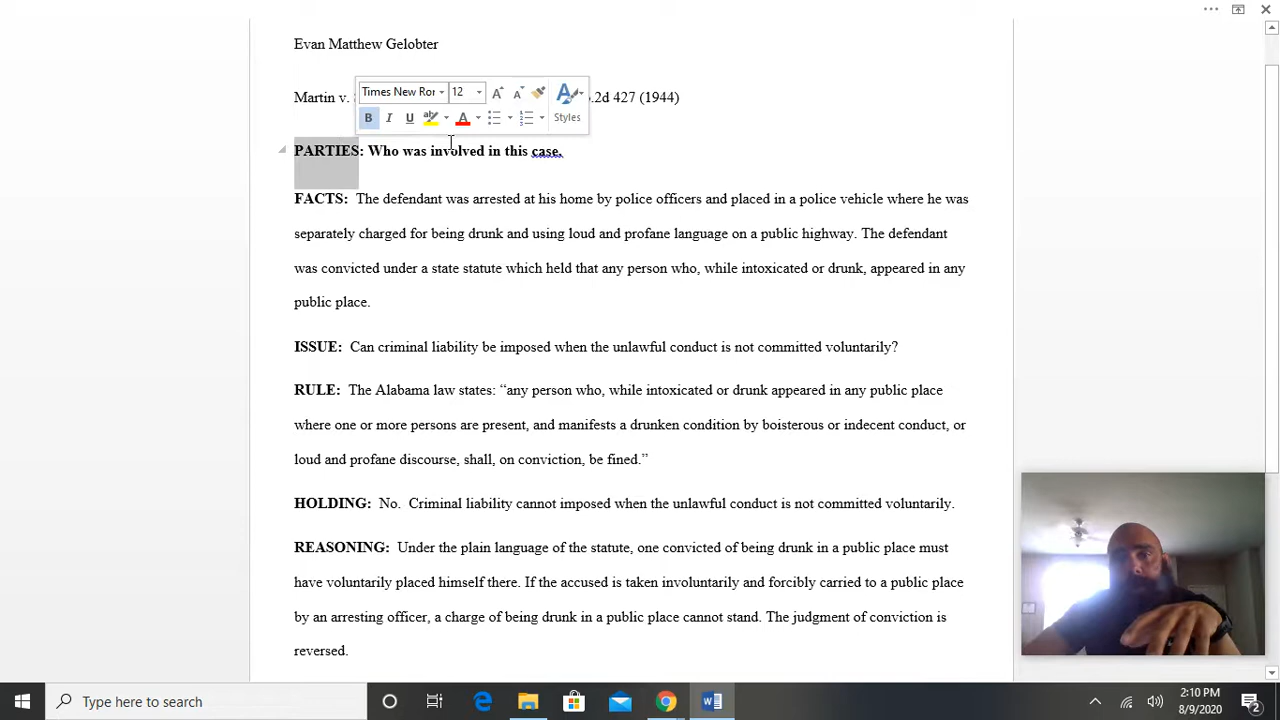 Evan Matthew Gelobter
Times New Ror 12
Styles
Martin v. .2d 427 (1944)
PARTIES: Who was involved in this case.
FACTS: The defendant was arrested at his home by police officers and placed in a police vehicle where he was
separately charged for being drunk and using loud and profane language on a public highway. The defendant
was convicted under a state statute which held that any person who, while intoxicated or drunk, appeared in any
public place.
ISSUE: Can criminal liability be imposed when the unlawful conduct is not committed voluntarily?
RULE: The Alabama law states: “any person who, while intoxicated or drunk appeared in any public place
where one or more persons are present, and manifests a drunken condition by boisterous or indecent conduct, or
loud and profane discourse, shall, on conviction, be fined.”
HOLDING: No. Criminal liability cannot imposed when the unlawful conduct is not committed voluntarily.
REASONING: Under the plain language of the statute, one convicted of being drunk in a public place must
have voluntarily placed himself there. If the accused is taken involuntarily and forcibly carried to a public place
by an arresting officer, a charge of being drunk in a public place cannot stand. The judgment of conviction is
reversed.
Type here to search
2:10 PM
8/9/2020
2